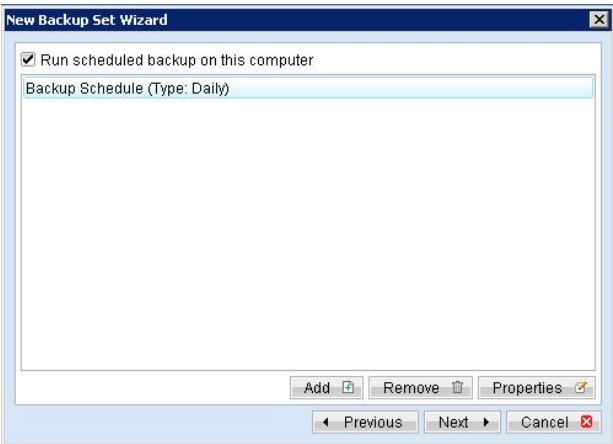 New Backup Set Wizard
Run scheduled backup on this computer
Backup Schedule (Type: Daily)
Add Remove Properties
Previous Next Cancel